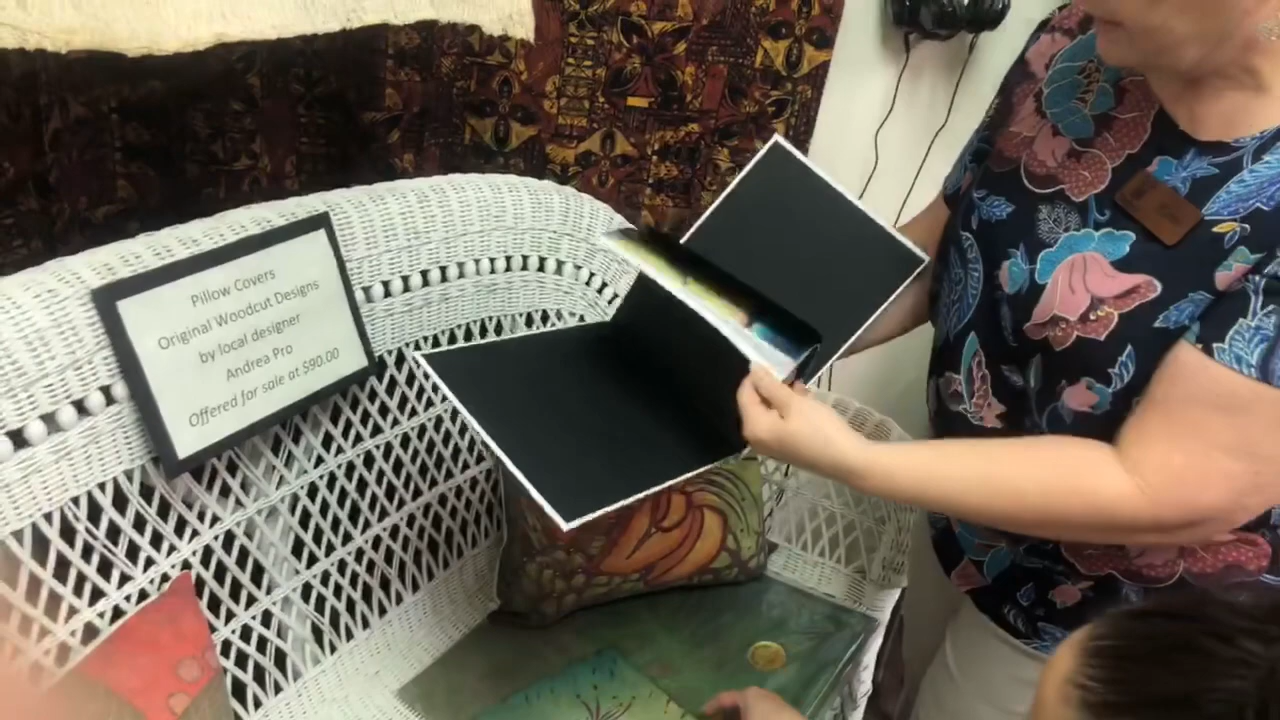 Pillow Covers
Original Woodcut Designs
by local designer
Andrea Pro
Offered for sale at $90.00